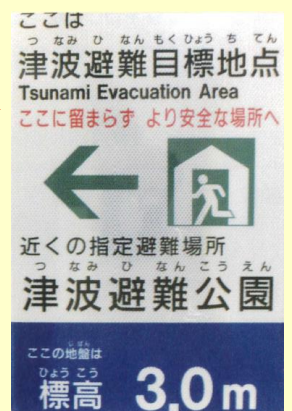 ここは
つ なみ ひ なん もく ひょう ち てん
津波避難目標地点
Tsunami Evacuation Area
ここに留まらず より安全な場所へ
近くの指定避難場所
つ なみ ひ なん こう えん
津波避難公園
ここの地盤は
じ ばん
ひょう こう
標高 3.0m